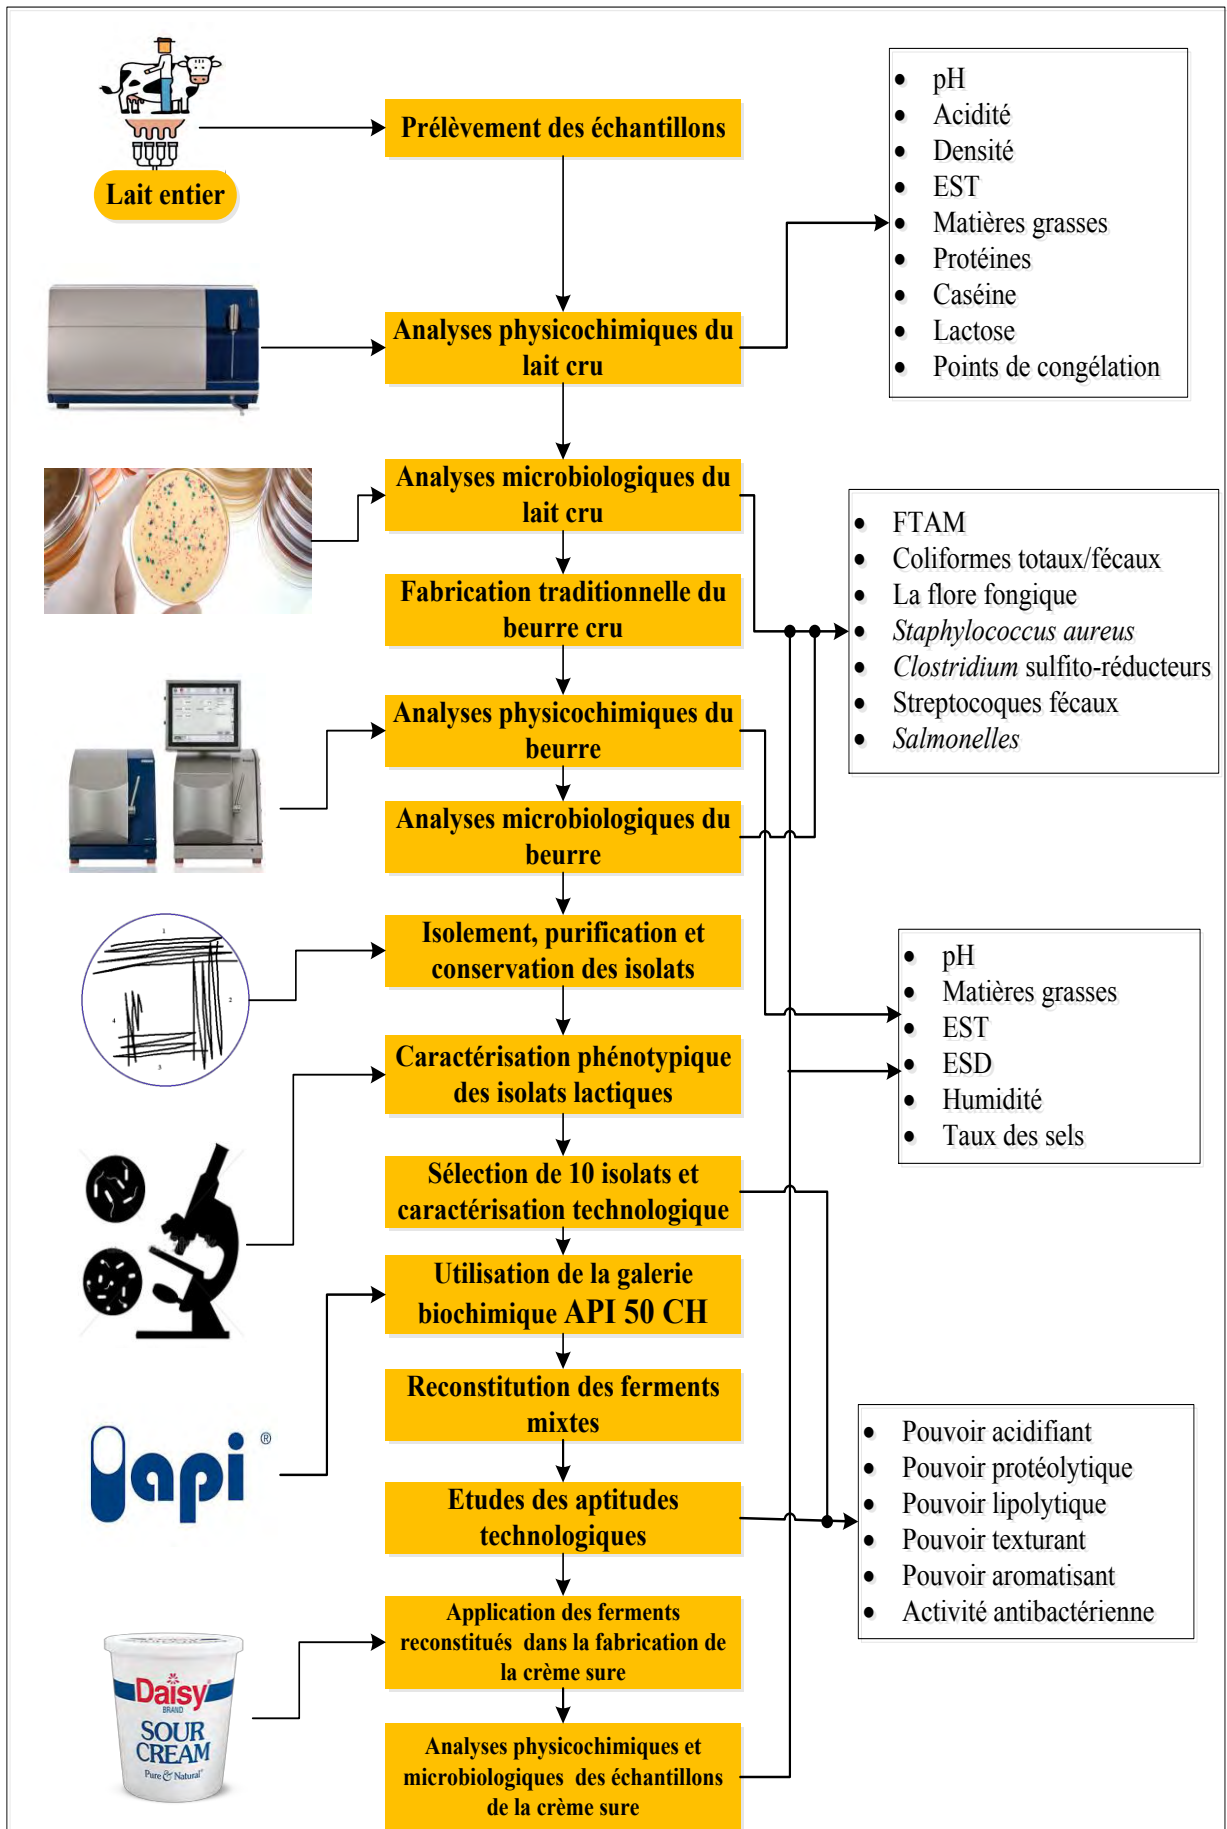 Lait entier
Prélèvement des échantillons
• pH
• Acidité
• Densité
• EST
• Matières grasses
• Protéines
• Caséine
• Lactose
• Points de congélation
Analyses physicochimiques du
lait cru
Analyses microbiologiques du
lait cru
• FTAM
• Coliformes totaux/fécaux
• La flore fongique
• Staphylococcus aureus
• Clostridium sulfito-réducteurs
• Streptocoques fécaux
• Salmonelles
Fabrication traditionnelle du
beurre cru
Analyses physicochimiques du
beurre
Analyses microbiologiques du
beurre
Isolement, purification et
conservation des isolats
1
2
3
4
• pH
• Matières grasses
• EST
• ESD
• Humidité
• Taux des sels
Caractérisation phénotypique
des isolats lactiques
Sélection de 10 isolats et
caractérisation technologique
Utilisation de la galerie
biochimique API 50 CH
Reconstitution des ferments
mixtes
api ®
Etudes des aptitudes
technologiques
• Pouvoir acidifiant
• Pouvoir protéolytique
• Pouvoir lipolytique
• Pouvoir texturant
• Pouvoir aromatisant
• Activité antibactérienne
Application des ferments
reconstitués dans la fabrication de
la crème sure
Daisy
BRAND
SOUR
CREAM
Pure & Natural
Analyses physicochimiques et
microbiologiques des échantillons
de la crème sure